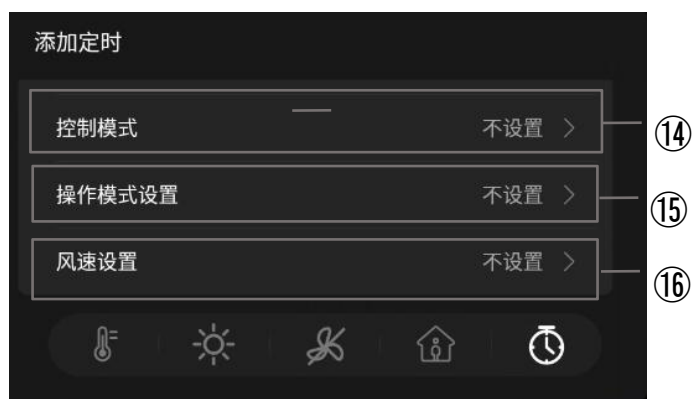 添加定时
控制模式 不设置 >
⑭
操作模式设置 不设置 >
⑮
风速设置 不设置 >
⑯